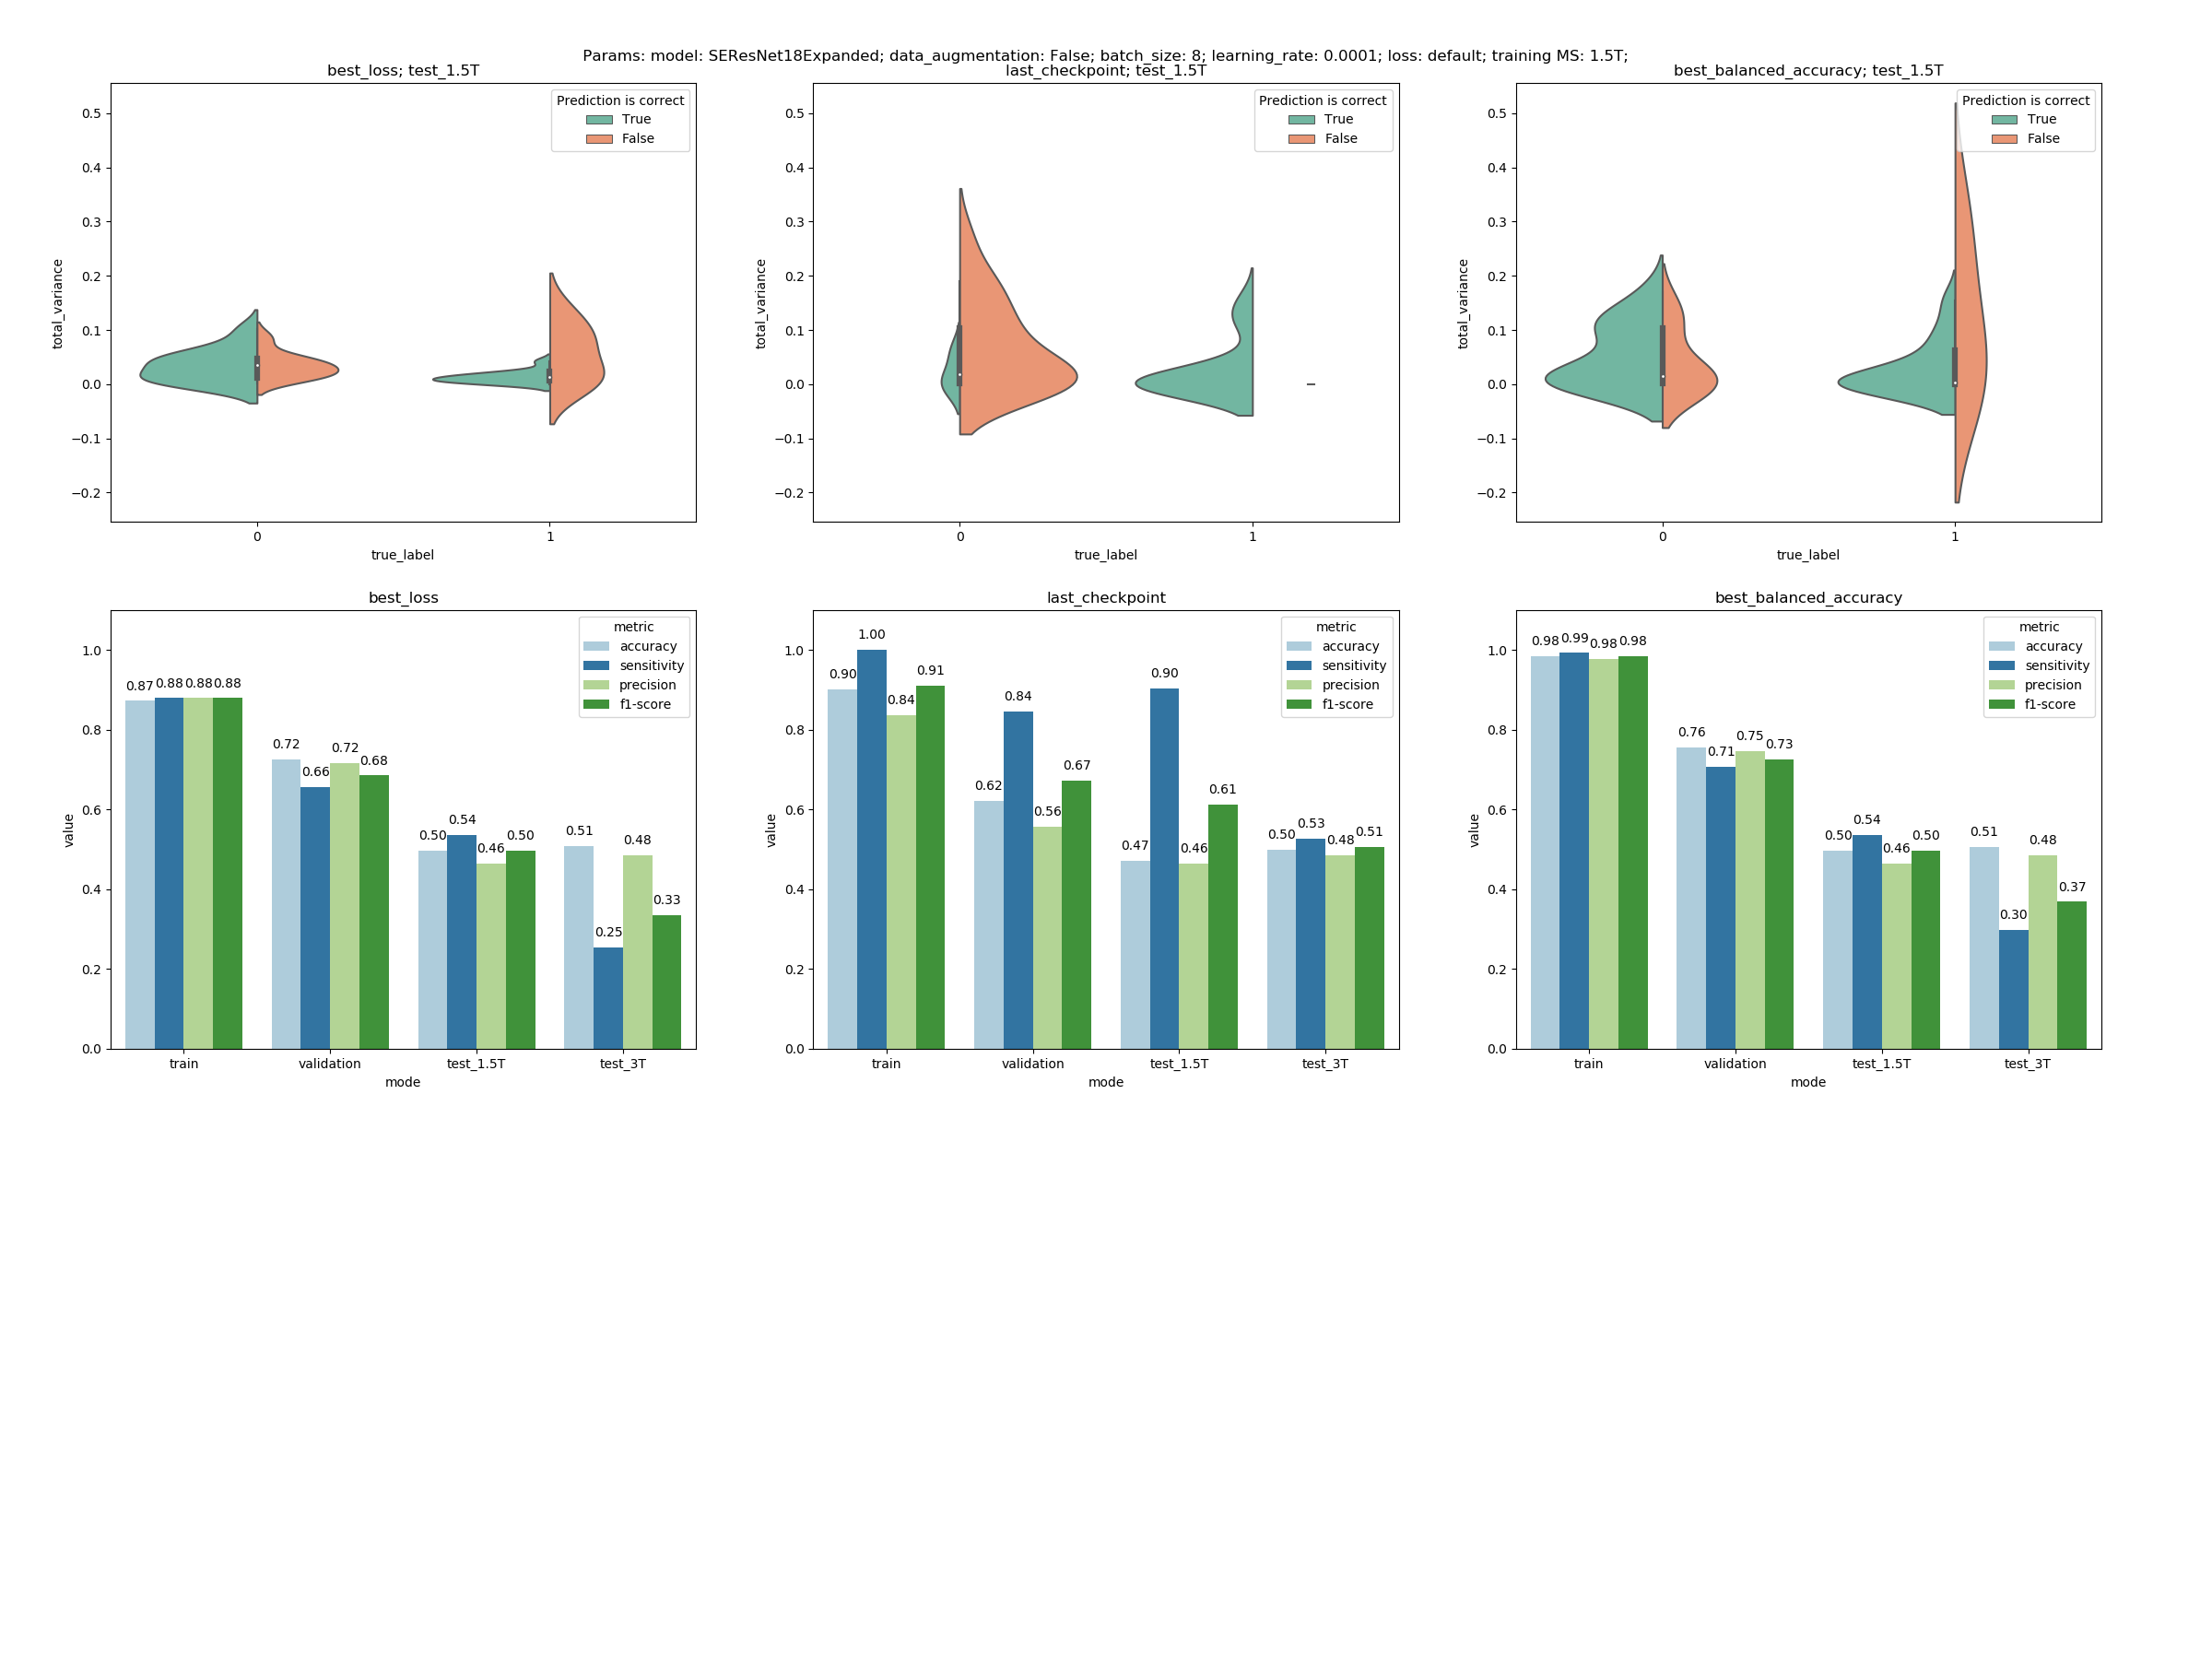 Params: model: SEResNet18Expanded; data_augmentation: False; batch_size: 8; learning_rate: 0.0001; loss: default; training MS: 1.5T;
best_loss; test_1.5T
Prediction is correct
True
False
0.5
0.4
0.3
0.2
0.1
0.0
−0.1
−0.2
total_variance
0
1
true_label
last_checkpoint; test_1.5T
Prediction is correct
True
False
0.5
0.4
0.3
0.2
0.1
0.0
−0.1
−0.2
total_variance
0
1
true_label
best_balanced_accuracy; test_1.5T
Prediction is correct
True
False
0.5
0.4
0.3
0.2
0.1
0.0
−0.1
−0.2
total_variance
0
1
true_label
best_loss
metric
accuracy
sensitivity
precision
f1-score
1.0
0.8
0.6
0.4
0.2
0.0
value
0.87 0.88 0.88 0.88
0.72 0.66 0.72 0.68
0.50 0.54 0.46 0.50
0.51 0.25 0.48 0.33
train validation test_1.5T test_3T
mode
last_checkpoint
metric
accuracy
sensitivity
precision
f1-score
1.0
0.8
0.6
0.4
0.2
0.0
value
0.90 1.00 0.84 0.91
0.62 0.84 0.56 0.67
0.47 0.90 0.46 0.61
0.50 0.53 0.48 0.51
train validation test_1.5T test_3T
mode
best_balanced_accuracy
metric
accuracy
sensitivity
precision
f1-score
1.0
0.8
0.6
0.4
0.2
0.0
value
0.98 0.99 0.98 0.98
0.76 0.71 0.75 0.73
0.50 0.54 0.46 0.50
0.51 0.30 0.48 0.37
train validation test_1.5T test_3T
mode